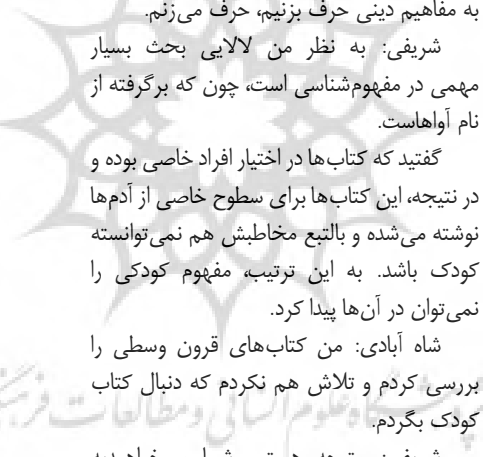 به مفاهیم دینی حرف بزنیم، حرف می‌زنم.
شریفی: به نظر من لالایی بحث بسیار
مهمی در مفهوم‌شناسی است، چون که برگرفته از
نام آواهاست.
گفتید که کتاب‌ها در اختیار افراد خاصی بوده و
در نتیجه، این کتاب‌ها برای سطوح خاصی از آدم‌ها
نوشته می‌شده و بالتبع مخاطبش هم نمی‌توانسته
کودک باشد. به این ترتیب، مفهوم کودکی را
نمی‌توان در آن‌ها پیدا کرد.
شاه آبادی: من کتاب‌های قرون وسطی را
بررسی کردم و تلاش هم نکردم که دنبال کتاب
کودک بگردم.
علوم انسانی و مطالعات